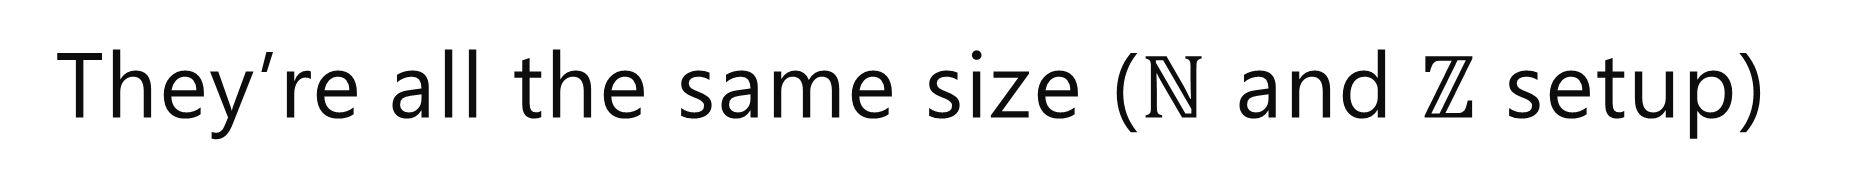 They’re all the same size (ℕ and ℤ setup)